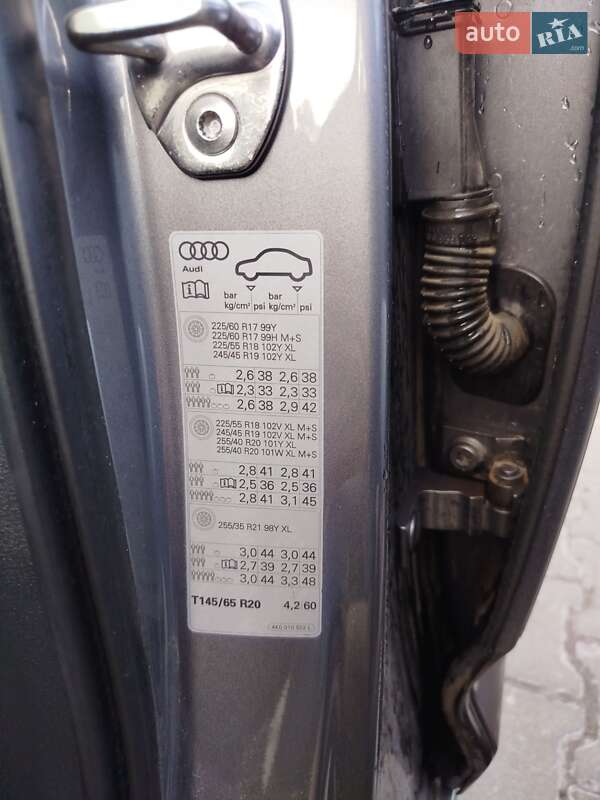 auto RIA.com
Audi
bar bar
kg/cm² psi kg/cm² psi
225/60 R17 99Y
225/60 R17 99H M+S
225/55 R18 102Y XL
245/45 R19 102Y XL
2,6 38 2,6 38
2,3 33 2,3 33
2,6 38 2,9 42
225/55 R18 102V XL M+S
245/45 R19 102V XL M+S
255/40 R20 101Y XL
255/40 R20 101W XL M+S
2,8 41 2,8 41
2,5 36 2,5 36
2,8 41 3,1 45
255/35 R21 98Y XL
3,0 44 3,0 44
2,7 39 2,7 39
3,0 44 3,3 48
T145/65 R20 4,2 60